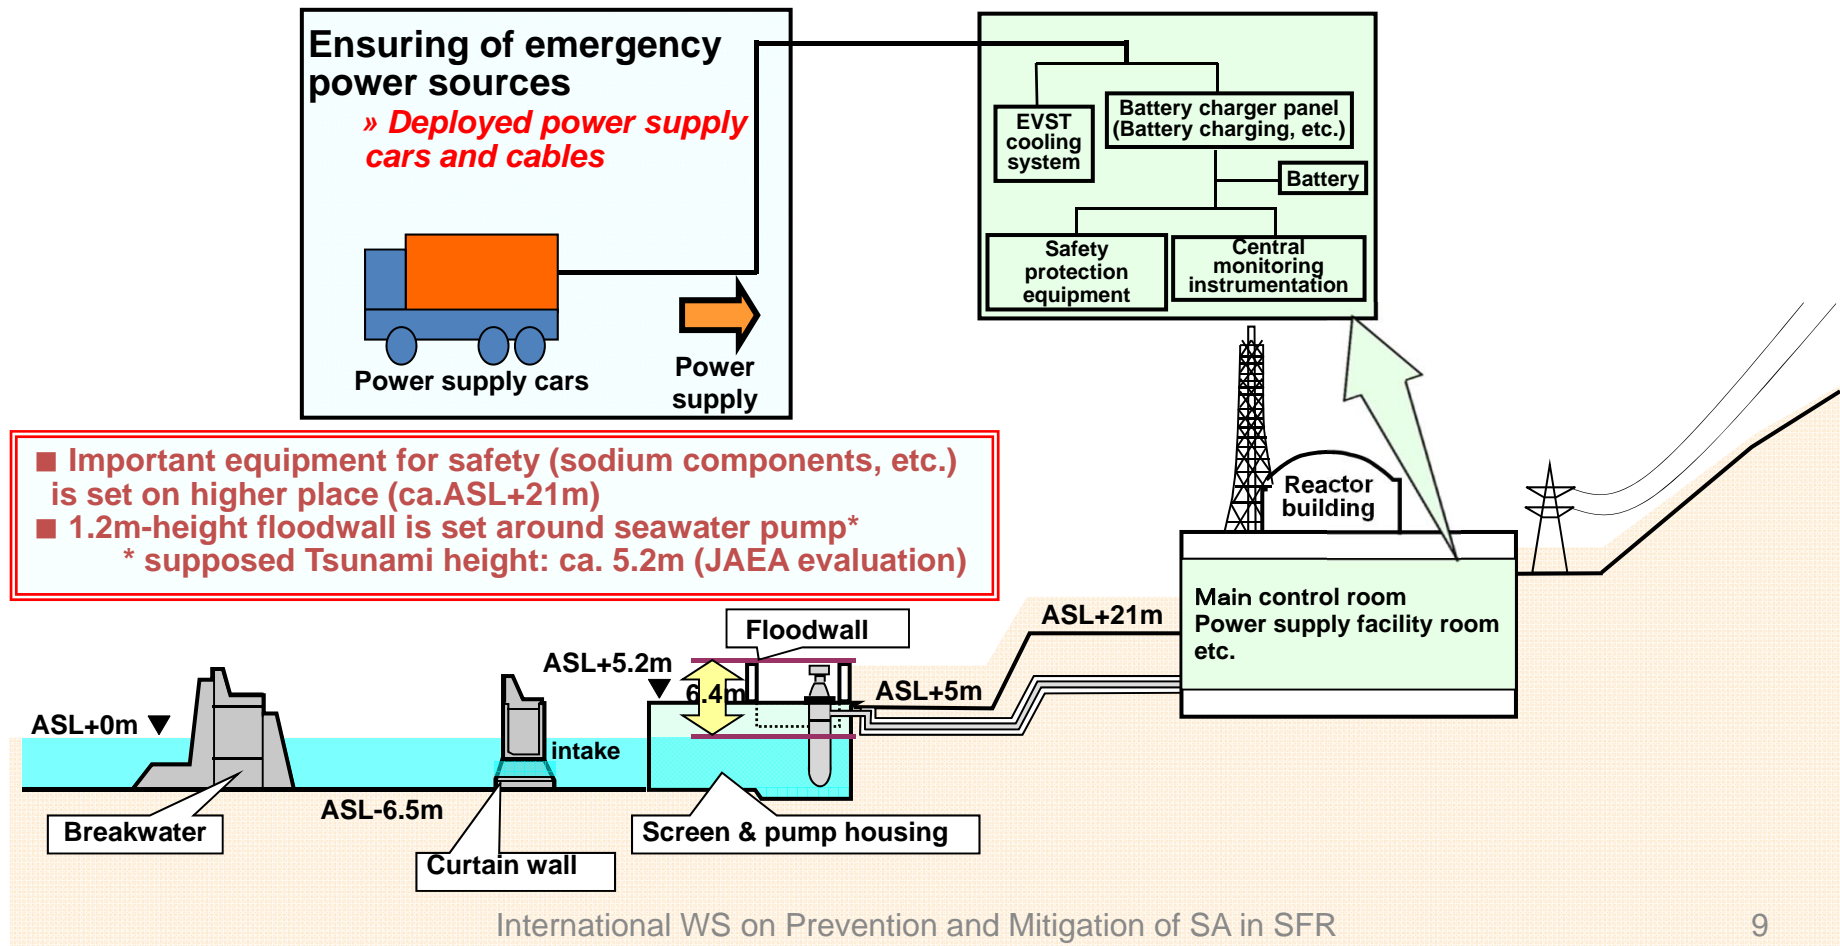 Ensuring of emergency
power sources
» Deployed power supply
cars and cables
Power supply cars
Power
supply
EVST
cooling
system
Battery charger panel
(Battery charging, etc.)
Battery
Safety
protection
equipment
Central
monitoring
instrumentation
■ Important equipment for safety (sodium components, etc.)
is set on higher place (ca.ASL+21m)
■ 1.2m-height floodwall is set around seawater pump*
* supposed Tsunami height: ca. 5.2m (JAEA evaluation)
Reactor
building
Main control room
Power supply facility room
etc.
Floodwall
ASL+21m
ASL+5.2m
6.4m
ASL+5m
ASL+0m
intake
ASL-6.5m
Breakwater
Curtain wall
Screen & pump housing
International WS on Prevention and Mitigation of SA in SFR
9